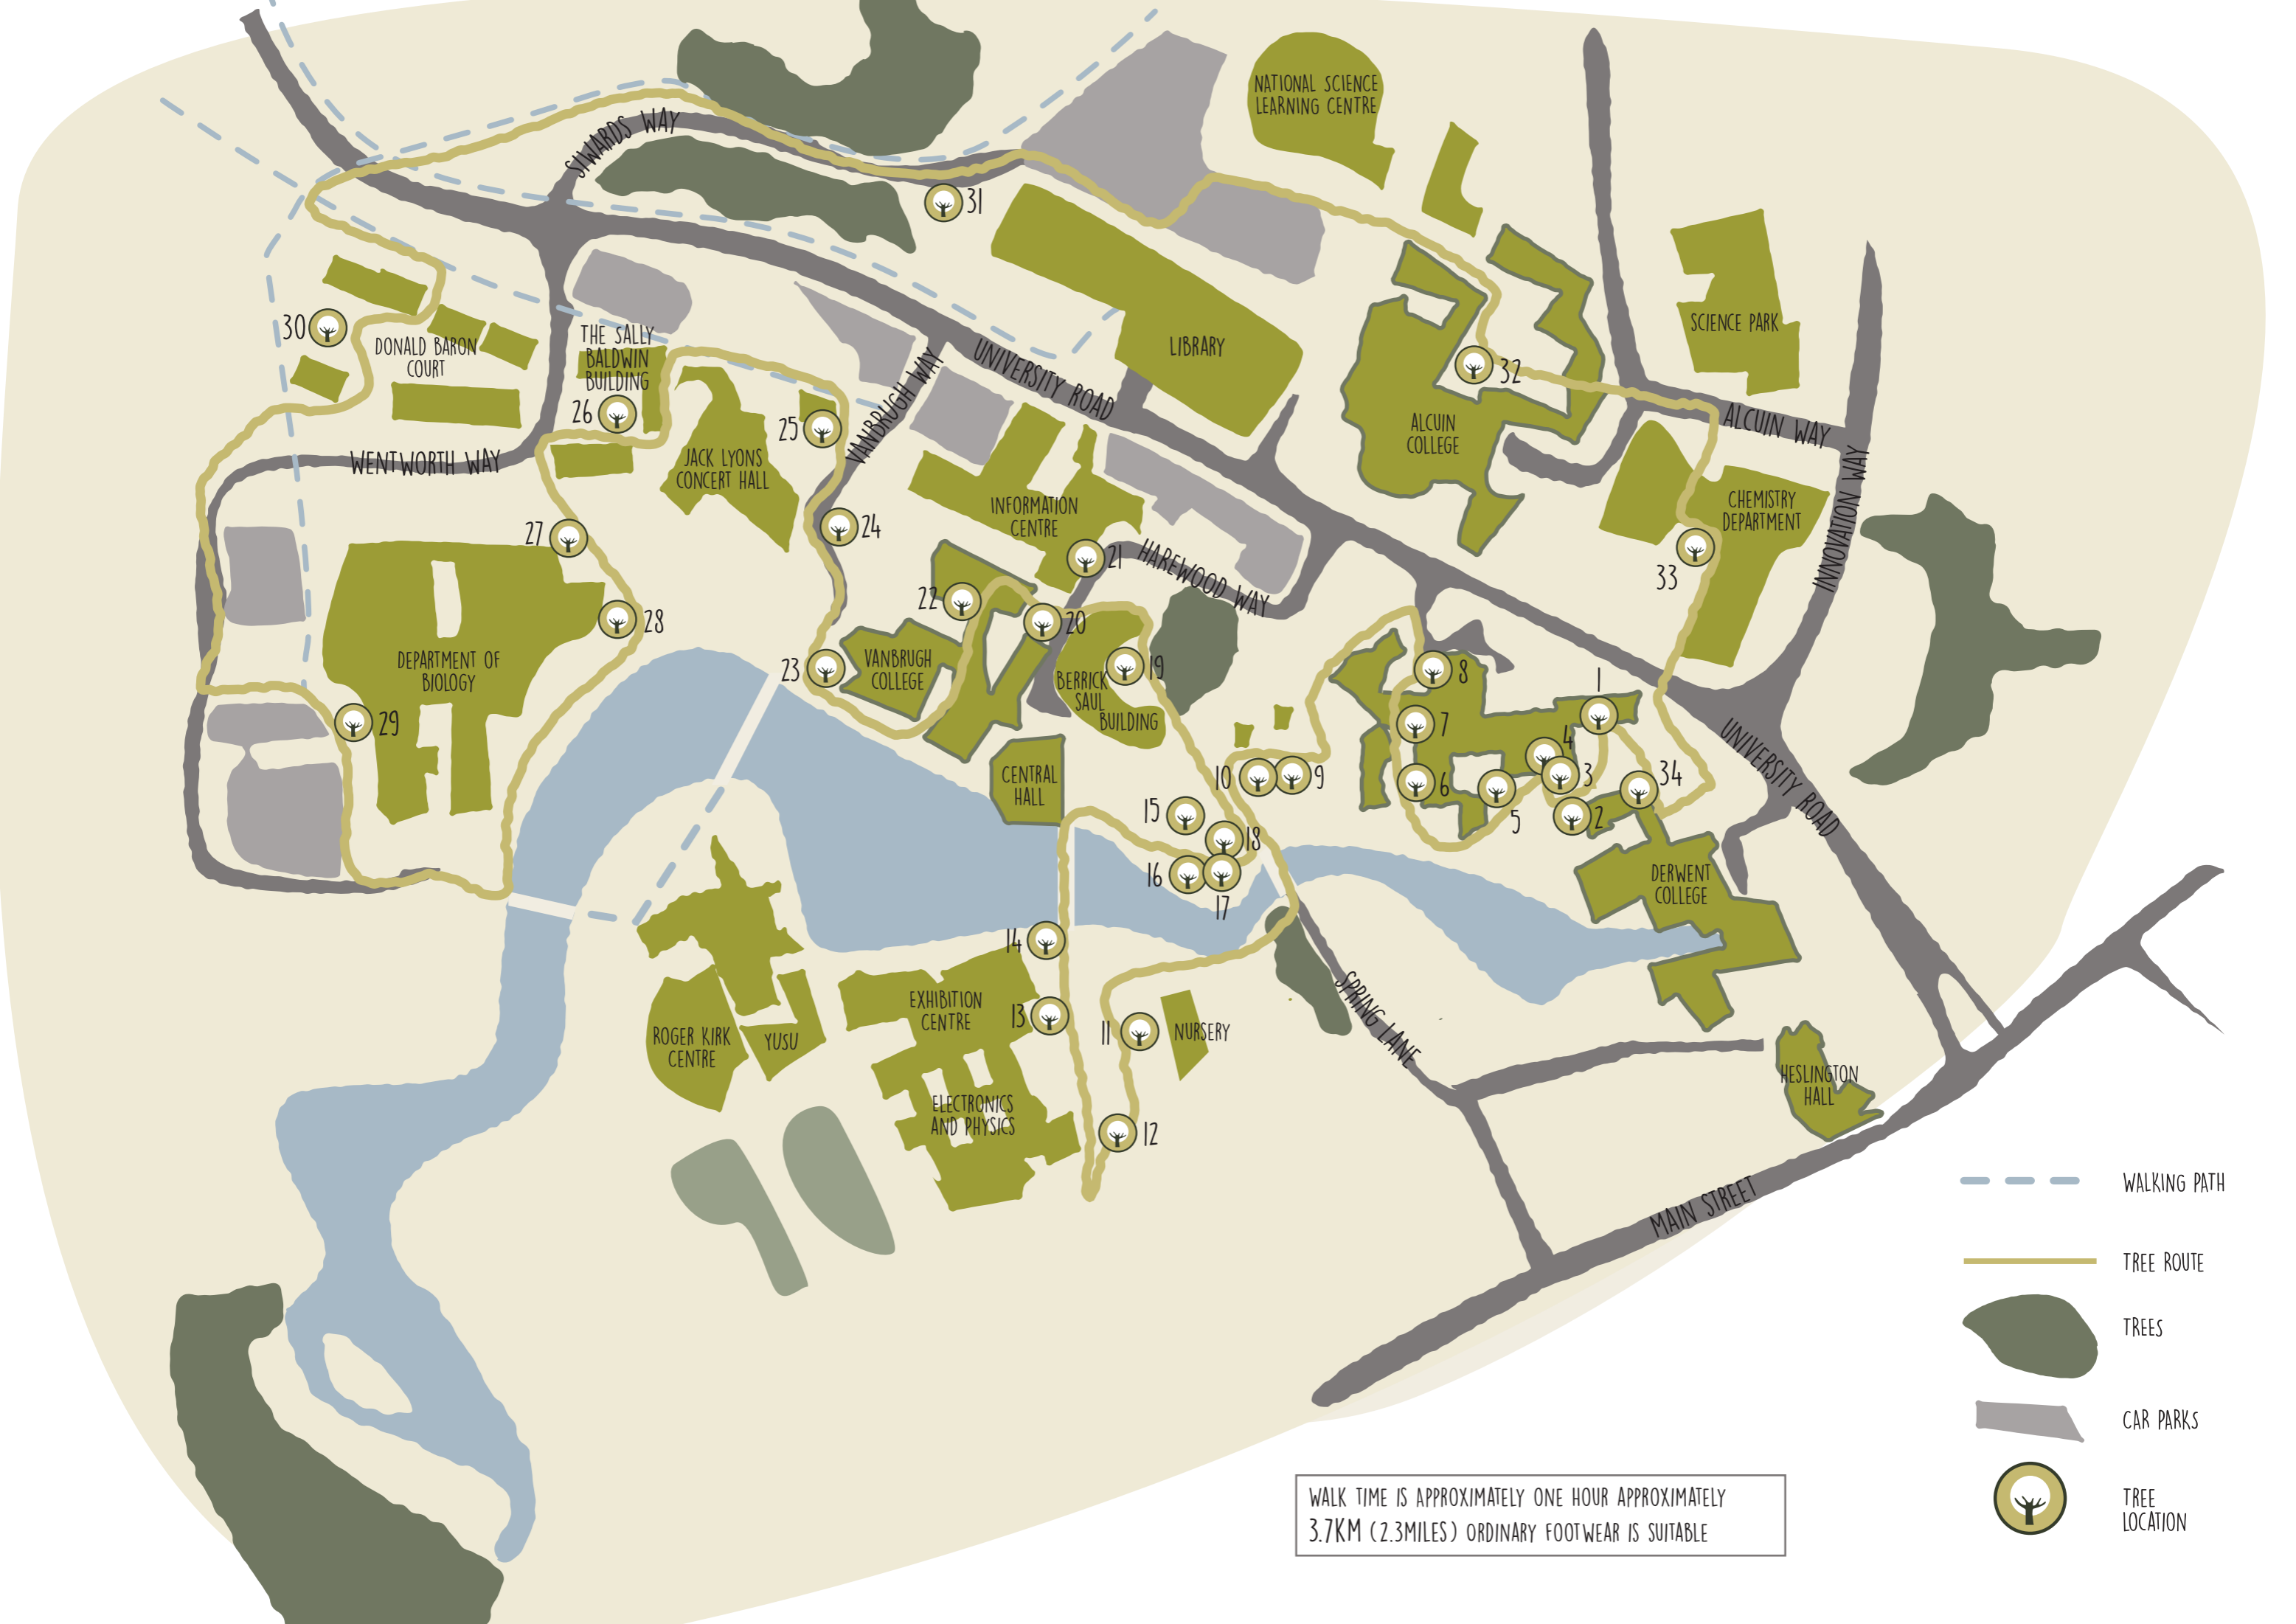 NATIONAL SCIENCE
LEARNING CENTRE
SIWARDS WAY
31
SCIENCE PARK
30
DONALD BARON
COURT
THE SALLY
BALDWIN
BUILDING
26
UNIVERSITY ROAD
LIBRARY
32
ALCUIN
COLLEGE
ALCUIN WAY
25
VANBRUGH WAY
WENTWORTH WAY
JACK LYONS
CONCERT HALL
INFORMATION
CENTRE
CHEMISTRY
DEPARTMENT
INNOVATION WAY
27
24
21
HAREWOOD WAY
33
22
20
28
DEPARTMENT OF
BIOLOGY
23
VANBRUGH
COLLEGE
19
BERRICK
SAUL
BUILDING
8
1
29
7
4
UNIVERSITY ROAD
CENTRAL
HALL
10
9
6
3
34
5
2
15
18
16
17
DERWENT
COLLEGE
14
EXHIBITION
CENTRE
13
11
NURSERY
SPRING LANE
ROGER KIRK
CENTRE
YUSU
HESLINGTON
HALL
ELECTRONICS
AND PHYSICS
12
MAIN STREET
WALKING PATH
TREE ROUTE
TREES
CAR PARKS
TREE
LOCATION
WALK TIME IS APPROXIMATELY ONE HOUR APPROXIMATELY
3.7KM (2.3MILES) ORDINARY FOOTWEAR IS SUITABLE